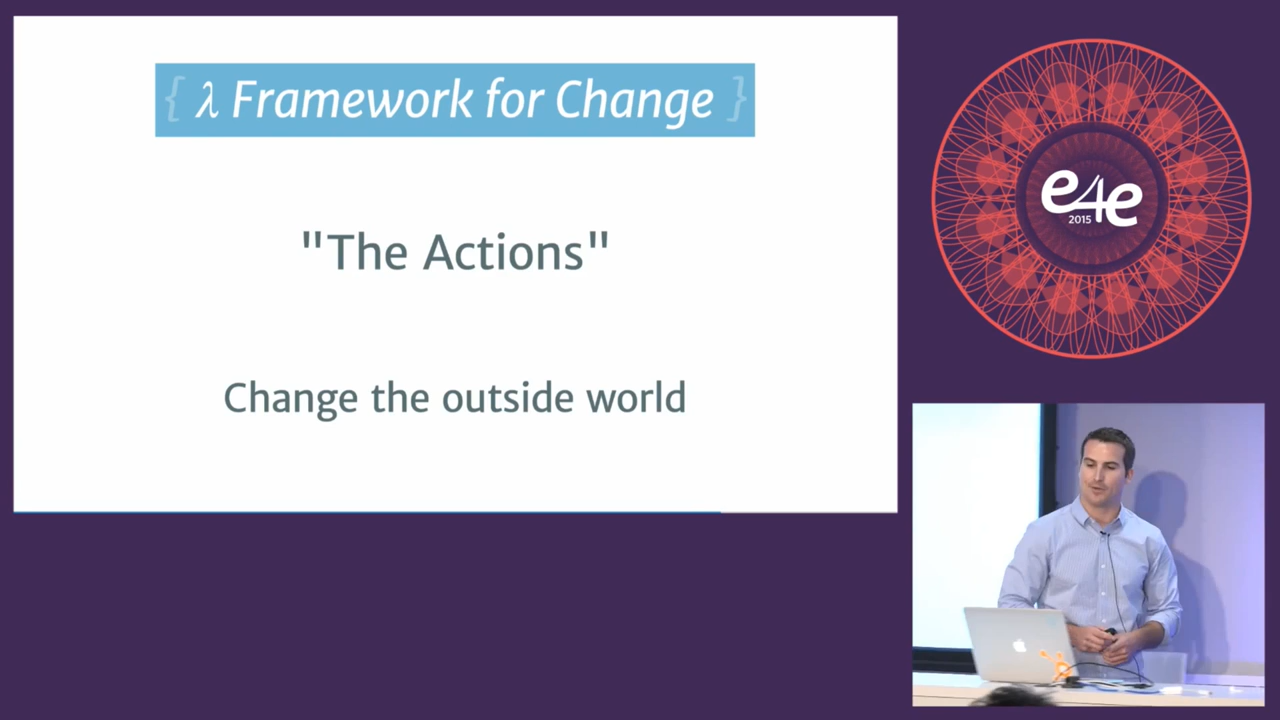 { λ Framework for Change }
"The Actions"
Change the outside world
e4e
2015